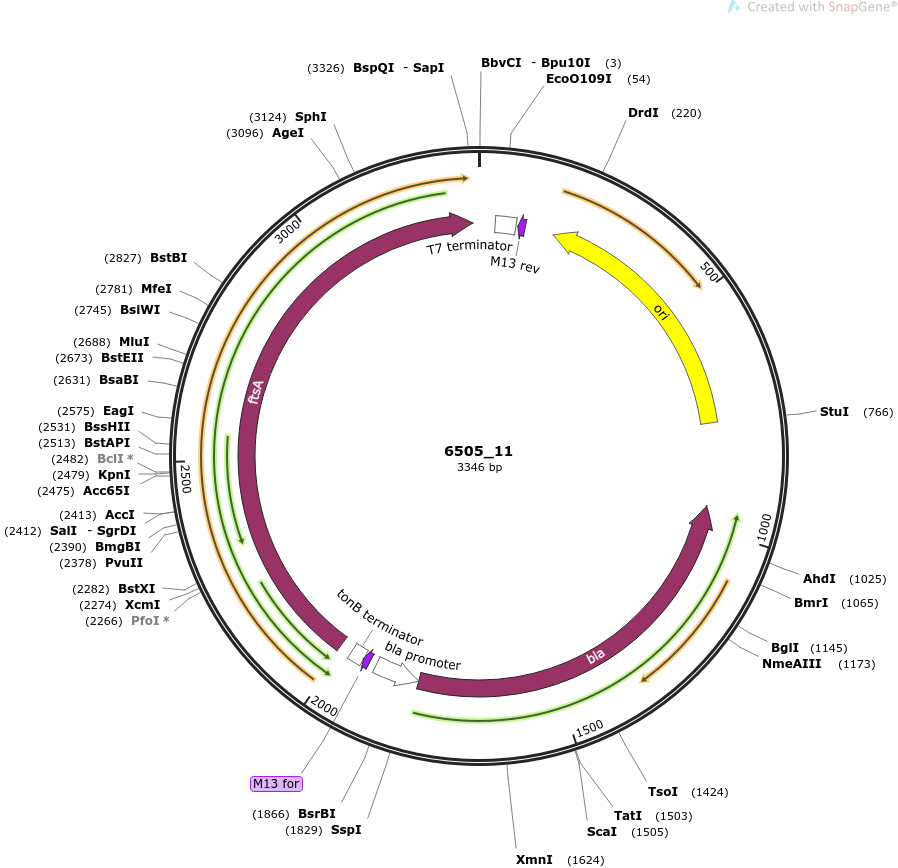 Created with SnapGene®
(3326) BspQI - SapI
BbvCI - Bpu10I (3)
EcoO109I (54)
DrdI (220)
(3124) SphI
(3096) AgeI
3000
500
T7 terminator
M13 rev
ori
(2827) BstBI
(2781) MfeI
(2745) BsiWI
(2688) MluI
(2673) BstEII
(2631) BsaBI
ftsA
(2575) EagI
(2531) BssHII
(2513) BstAPI
(2482) BclI *
(2479) KpnI
(2475) Acc65I
2500
(2413) AccI
(2412) SalI - SgrDI
(2390) BmgBI
(2378) PvuII
(2282) BstXI
(2274) XcmI
(2266) PfoI *
6505_11
3346 bp
StuI (766)
1000
AhdI (1025)
BmrI (1065)
BglI (1145)
NmeAIII (1173)
tonB terminator
bla promoter
bla
2000
1500
M13 for
(1866) BsrBI
(1829) SspI
TsoI (1424)
TatI (1503)
ScaI (1505)
XmnI (1624)